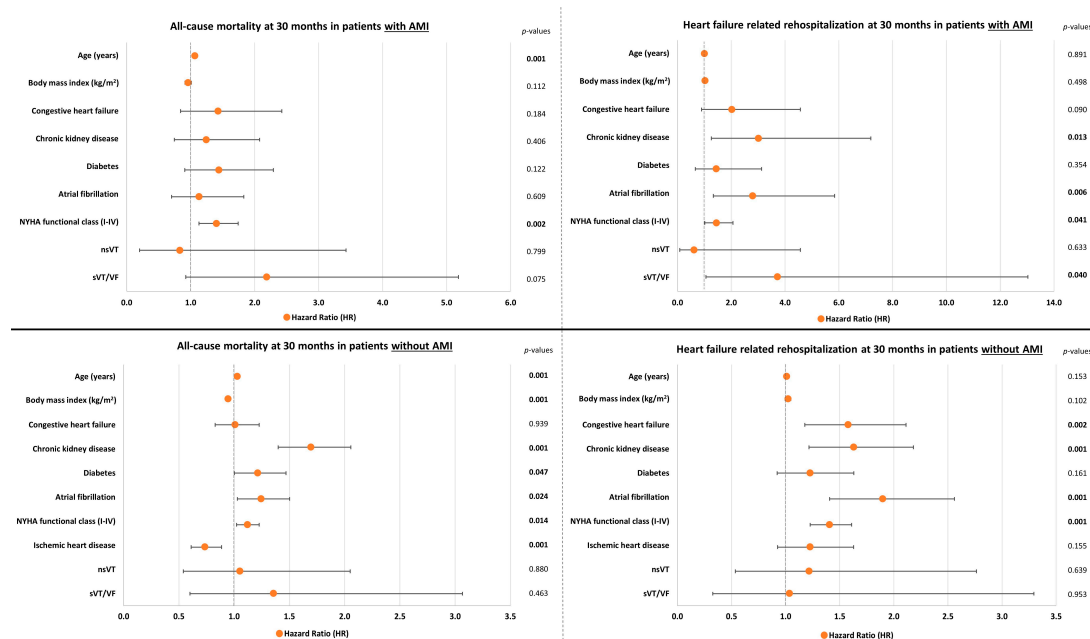 All-cause mortality at 30 months in patients with AMI
p-values
Age (years) 0.001
Body mass index (kg/m²) 0.112
Congestive heart failure 0.184
Chronic kidney disease 0.406
Diabetes 0.122
Atrial fibrillation 0.609
NYHA functional class (I-IV) 0.002
nsVT 0.799
sVT/VF 0.075
0.0 1.0 2.0 3.0 4.0 5.0 6.0
Hazard Ratio (HR)
Heart failure related rehospitalization at 30 months in patients with AMI
p-values
Age (years) 0.891
Body mass index (kg/m²) 0.498
Congestive heart failure 0.090
Chronic kidney disease 0.013
Diabetes 0.354
Atrial fibrillation 0.006
NYHA functional class (I-IV) 0.041
nsVT 0.633
sVT/VF 0.040
0.0 2.0 4.0 6.0 8.0 10.0 12.0 14.0
Hazard Ratio (HR)
All-cause mortality at 30 months in patients without AMI
p-values
Age (years) 0.001
Body mass index (kg/m²) 0.001
Congestive heart failure 0.939
Chronic kidney disease 0.001
Diabetes 0.047
Atrial fibrillation 0.024
NYHA functional class (I-IV) 0.014
Ischemic heart disease 0.001
nsVT 0.880
sVT/VF 0.463
0.0 0.5 1.0 1.5 2.0 2.5 3.0 3.5
Hazard Ratio (HR)
Heart failure related rehospitalization at 30 months in patients without AMI
p-values
Age (years) 0.153
Body mass index (kg/m²) 0.102
Congestive heart failure 0.002
Chronic kidney disease 0.001
Diabetes 0.161
Atrial fibrillation 0.001
NYHA functional class (I-IV) 0.001
Ischemic heart disease 0.155
nsVT 0.639
sVT/VF 0.953
0.0 0.5 1.0 1.5 2.0 2.5 3.0 3.5
Hazard Ratio (HR)